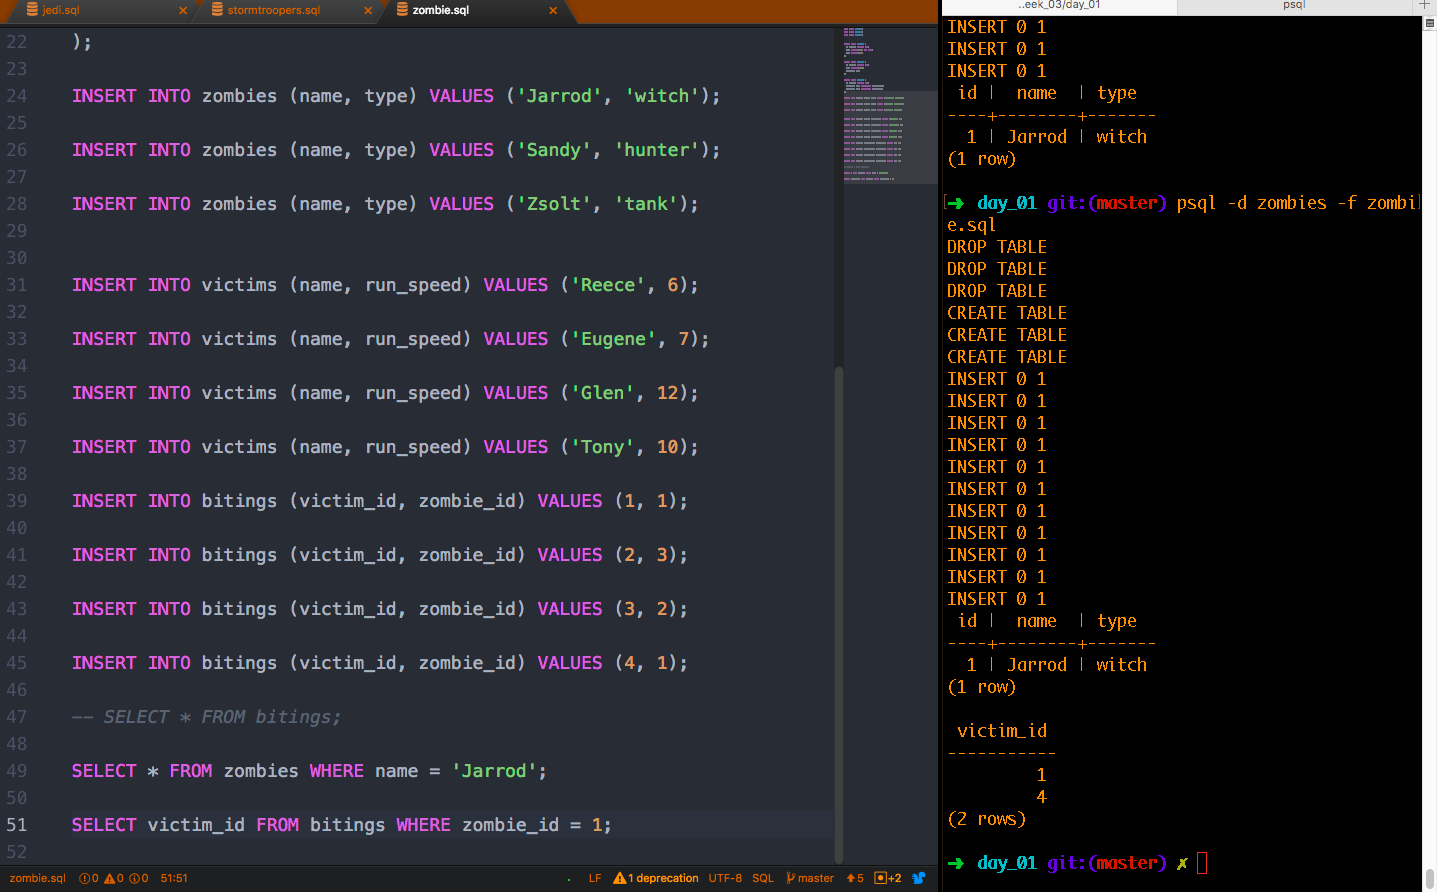 jedi.sql
stormtroopers.sql
zombie.sql
22 );
23
24 INSERT INTO zombies (name, type) VALUES ('Jarrod', 'witch');
25
26 INSERT INTO zombies (name, type) VALUES ('Sandy', 'hunter');
27
28 INSERT INTO zombies (name, type) VALUES ('Zsolt', 'tank');
29
30
31 INSERT INTO victims (name, run_speed) VALUES ('Reece', 6);
32
33 INSERT INTO victims (name, run_speed) VALUES ('Eugene', 7);
34
35 INSERT INTO victims (name, run_speed) VALUES ('Glen', 12);
36
37 INSERT INTO victims (name, run_speed) VALUES ('Tony', 10);
38
39 INSERT INTO bitings (victim_id, zombie_id) VALUES (1, 1);
40
41 INSERT INTO bitings (victim_id, zombie_id) VALUES (2, 3);
42
43 INSERT INTO bitings (victim_id, zombie_id) VALUES (3, 2);
44
45 INSERT INTO bitings (victim_id, zombie_id) VALUES (4, 1);
46
47 -- SELECT * FROM bitings;
48
49 SELECT * FROM zombies WHERE name = 'Jarrod';
50
51 SELECT victim_id FROM bitings WHERE zombie_id = 1;
52
zombie.sql 0 0 0 51:51 LF 1 deprecation UTF-8 SQL master 5 +2
..eek_03/day_01
psql
INSERT 0 1
INSERT 0 1
INSERT 0 1
id | name | type
----+--------+-------
1 | Jarrod | witch
(1 row)
➜ day_01 git:(master) psql -d zombies -f zombi
e.sql
DROP TABLE
DROP TABLE
DROP TABLE
CREATE TABLE
CREATE TABLE
CREATE TABLE
INSERT 0 1
INSERT 0 1
INSERT 0 1
INSERT 0 1
INSERT 0 1
INSERT 0 1
INSERT 0 1
INSERT 0 1
INSERT 0 1
INSERT 0 1
INSERT 0 1
id | name | type
----+--------+-------
1 | Jarrod | witch
(1 row)
victim_id
-----------
1
4
(2 rows)
➜ day_01 git:(master) ✗